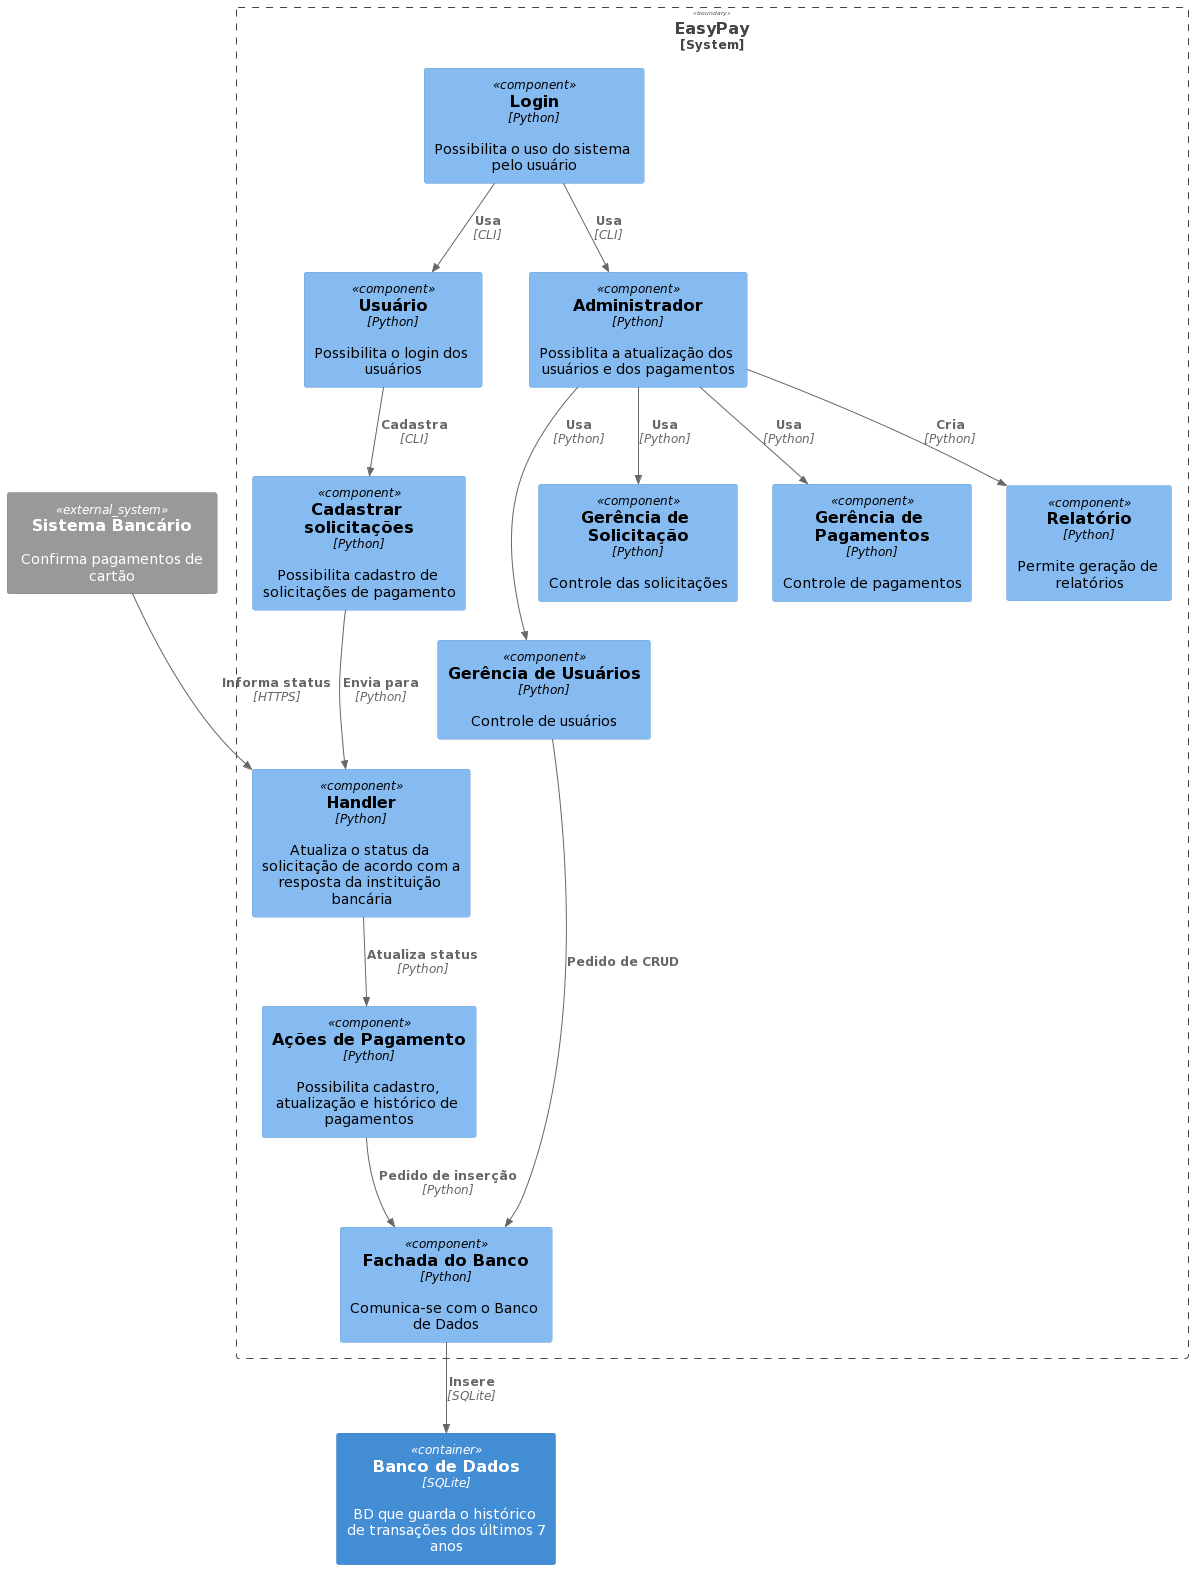 «boundary»
EasyPay
[System]
«component»
Login
[Python]
Possibilita o uso do sistema
pelo usuário
Usa
[CLI]
Usa
[CLI]
«component»
Usuário
[Python]
Possibilita o login dos
usuários
«component»
Administrador
[Python]
Possiblita a atualização dos
usuários e dos pagamentos
Cadastra
[CLI]
Usa
[Python]
Usa
[Python]
Usa
[Python]
Cria
[Python]
«external_system»
Sistema Bancário
Confirma pagamentos de
cartão
«component»
Cadastrar
solicitações
[Python]
Possibilita cadastro de
solicitações de pagamento
«component»
Gerência de
Solicitação
[Python]
Controle das solicitações
«component»
Gerência de
Pagamentos
[Python]
Controle de pagamentos
«component»
Relatório
[Python]
Permite geração de
relatórios
Informa status
[HTTPS]
Envia para
[Python]
«component»
Gerência de Usuários
[Python]
Controle de usuários
«component»
Handler
[Python]
Atualiza o status da
solicitação de acordo com a
resposta da instituição
bancária
Atualiza status
[Python]
Pedido de CRUD
«component»
Ações de Pagamento
[Python]
Possibilita cadastro,
atualização e histórico de
pagamentos
Pedido de inserção
[Python]
«component»
Fachada do Banco
[Python]
Comunica-se com o Banco
de Dados
Insere
[SQLite]
«container»
Banco de Dados
[SQLite]
BD que guarda o histórico
de transações dos últimos 7
anos